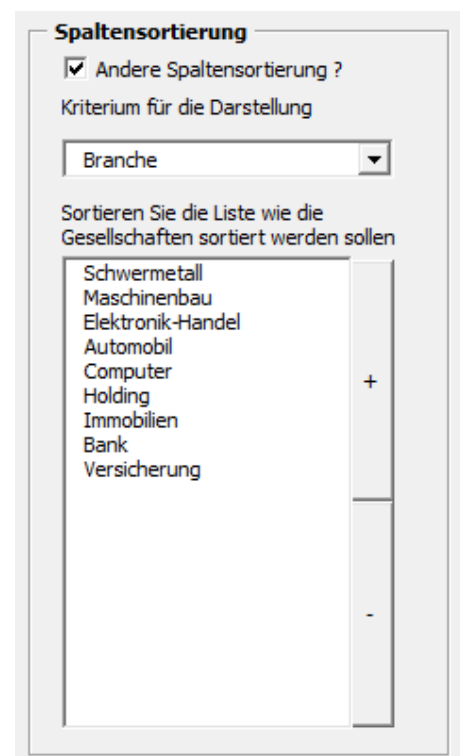 Spaltensortierung
Andere Spaltensortierung ?
Kriterium für die Darstellung
Branche
Sortieren Sie die Liste wie die
Gesellschaften sortiert werden sollen
Schwermetall
Maschinenbau
Elektronik-Handel
Automobil
Computer
Holding
Immobilien
Bank
Versicherung
+
-